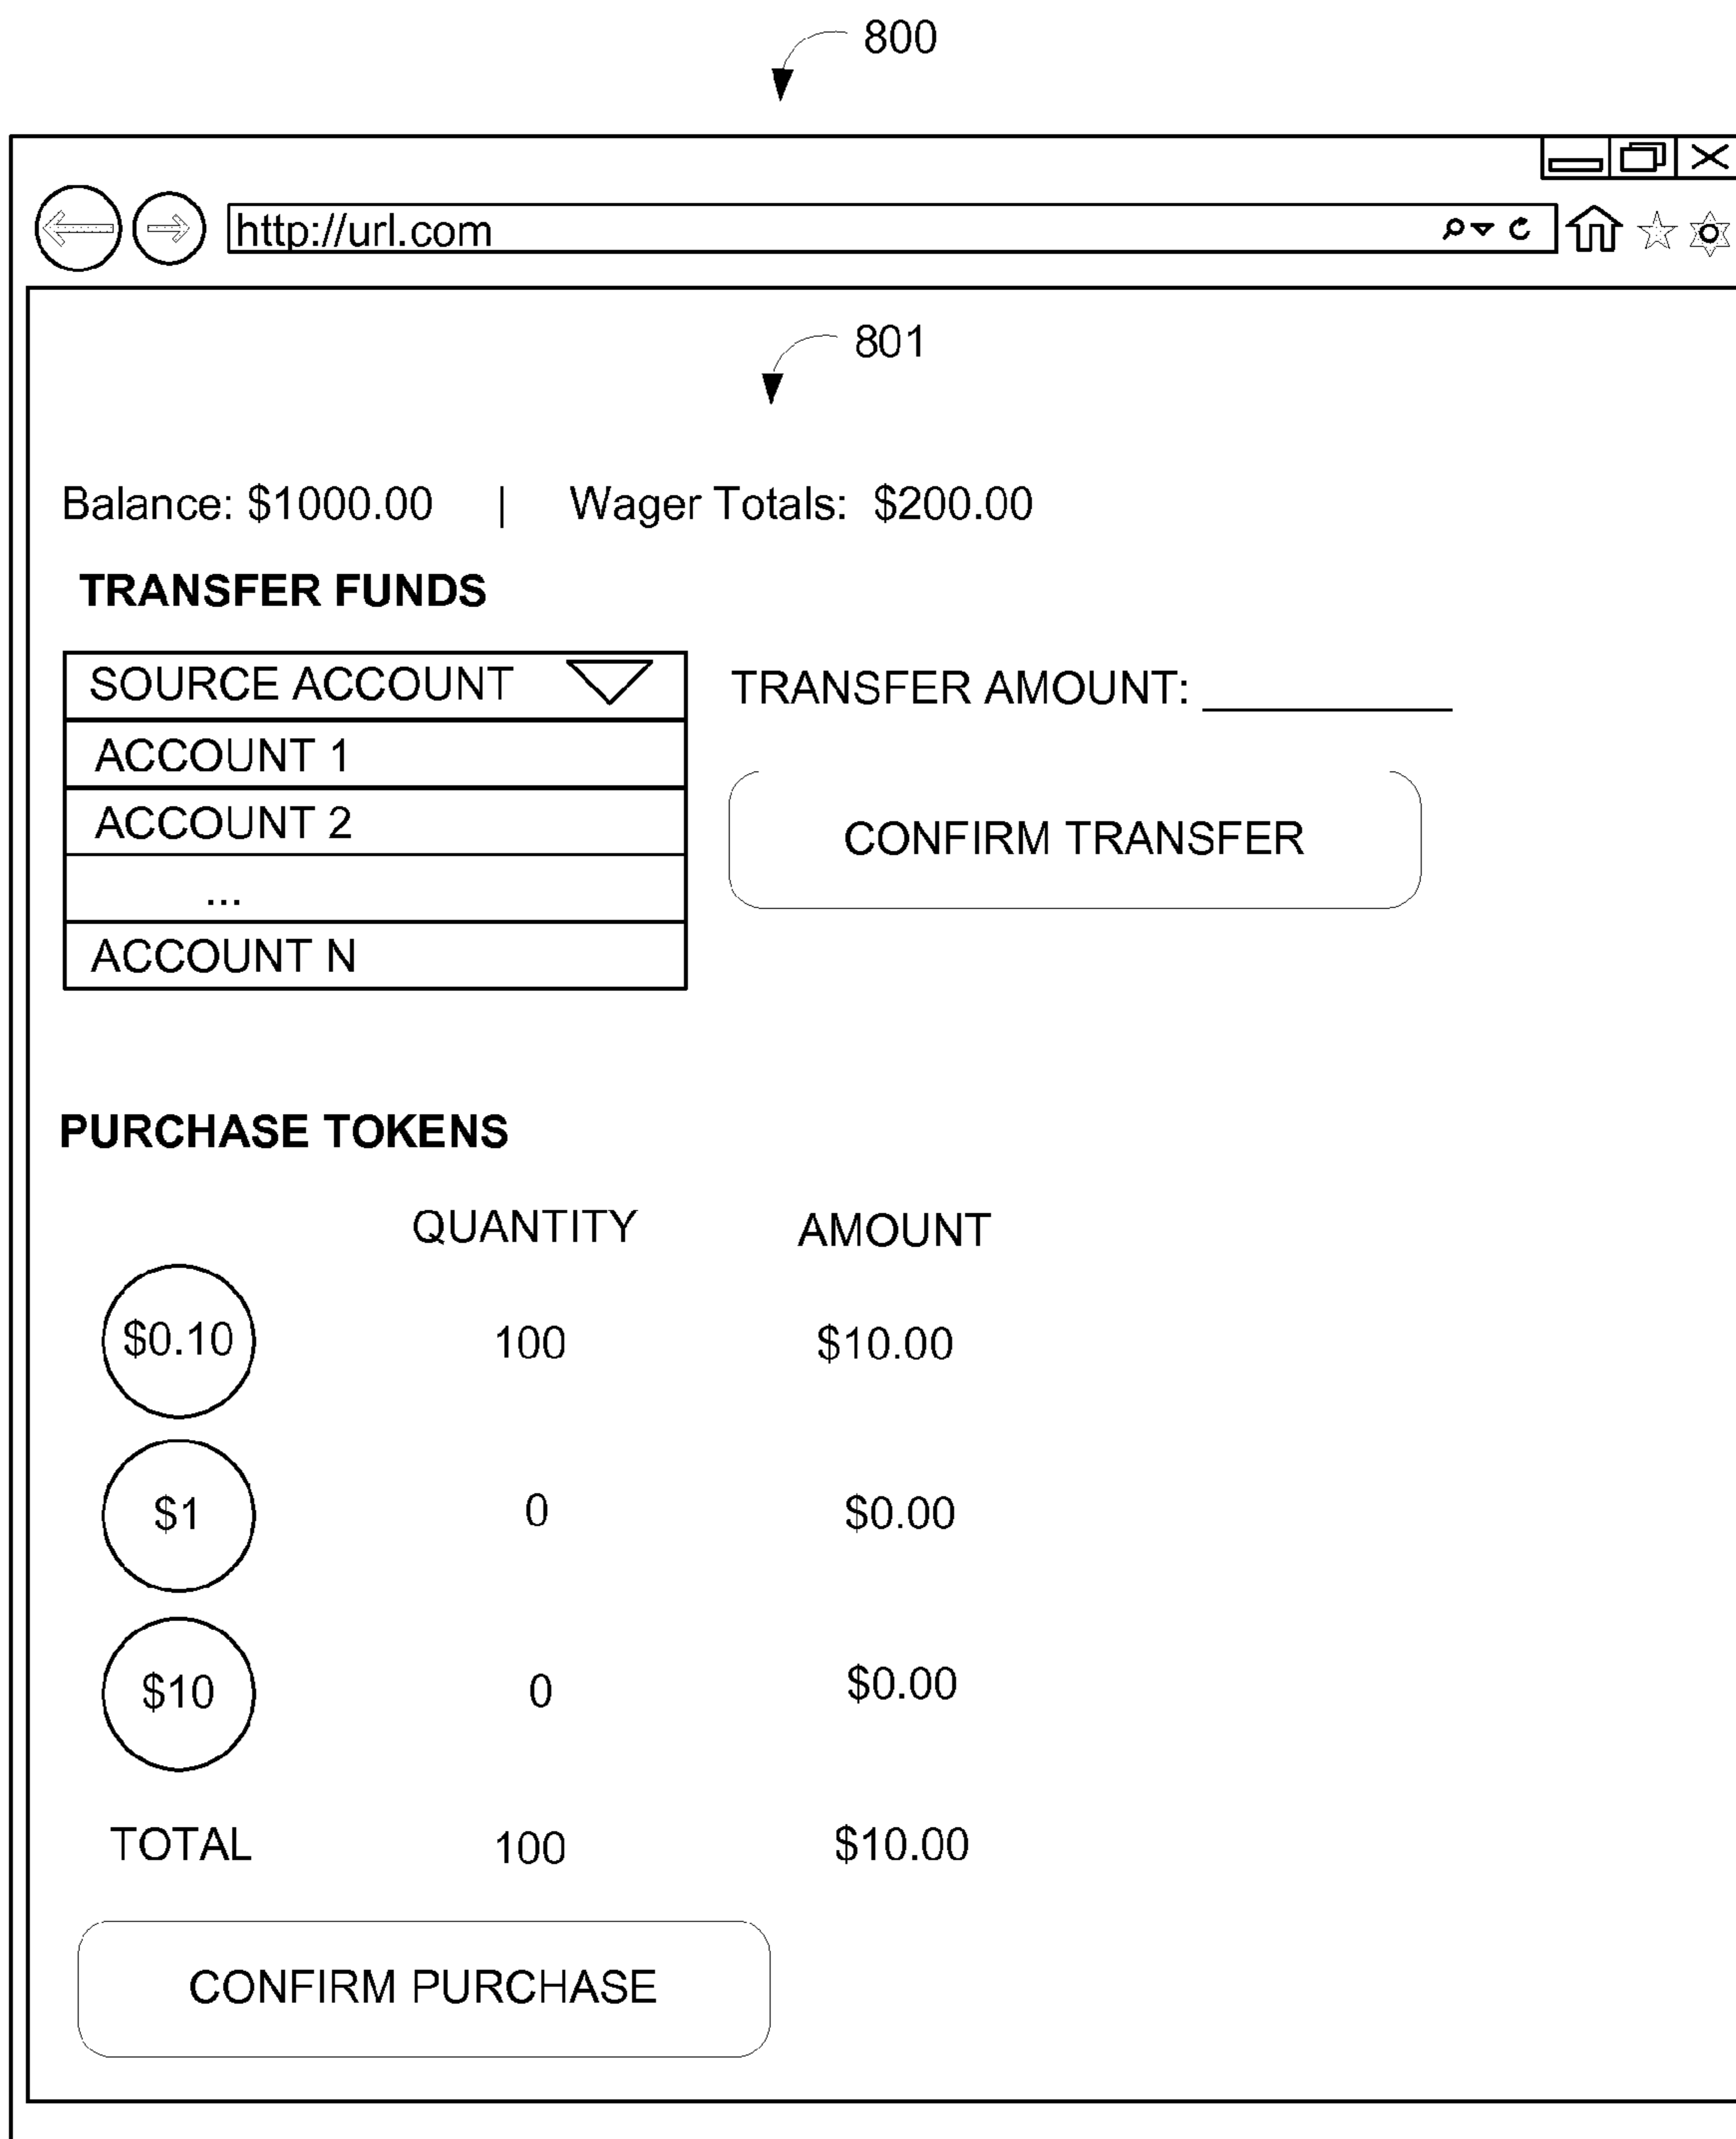 800
http://url.com
801
Balance: $1000.00 | Wager Totals: $200.00
TRANSFER FUNDS
SOURCE ACCOUNT TRANSFER AMOUNT: ____________
ACCOUNT 1
ACCOUNT 2
CONFIRM TRANSFER
...
ACCOUNT N
PURCHASE TOKENS
QUANTITY AMOUNT
$0.10 100 $10.00
$1 0 $0.00
$10 0 $0.00
TOTAL 100 $10.00
CONFIRM PURCHASE